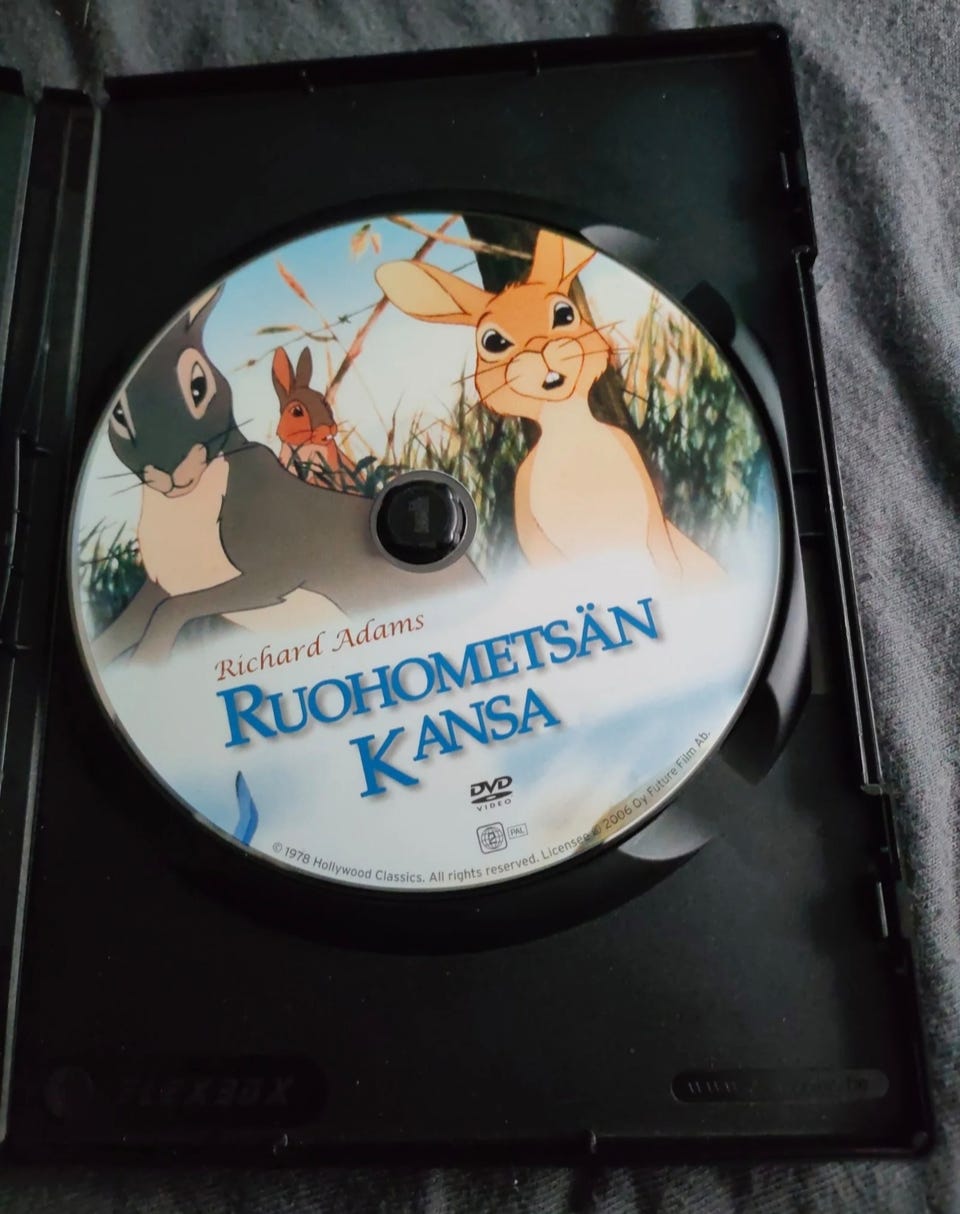 Richard Adams
RUOHOMETSÄN
KANSA
DVD
VIDEO
PAL
© 1978 Hollywood Classics. All rights reserved. Licensee © 2006 Oy Future Film Ab.